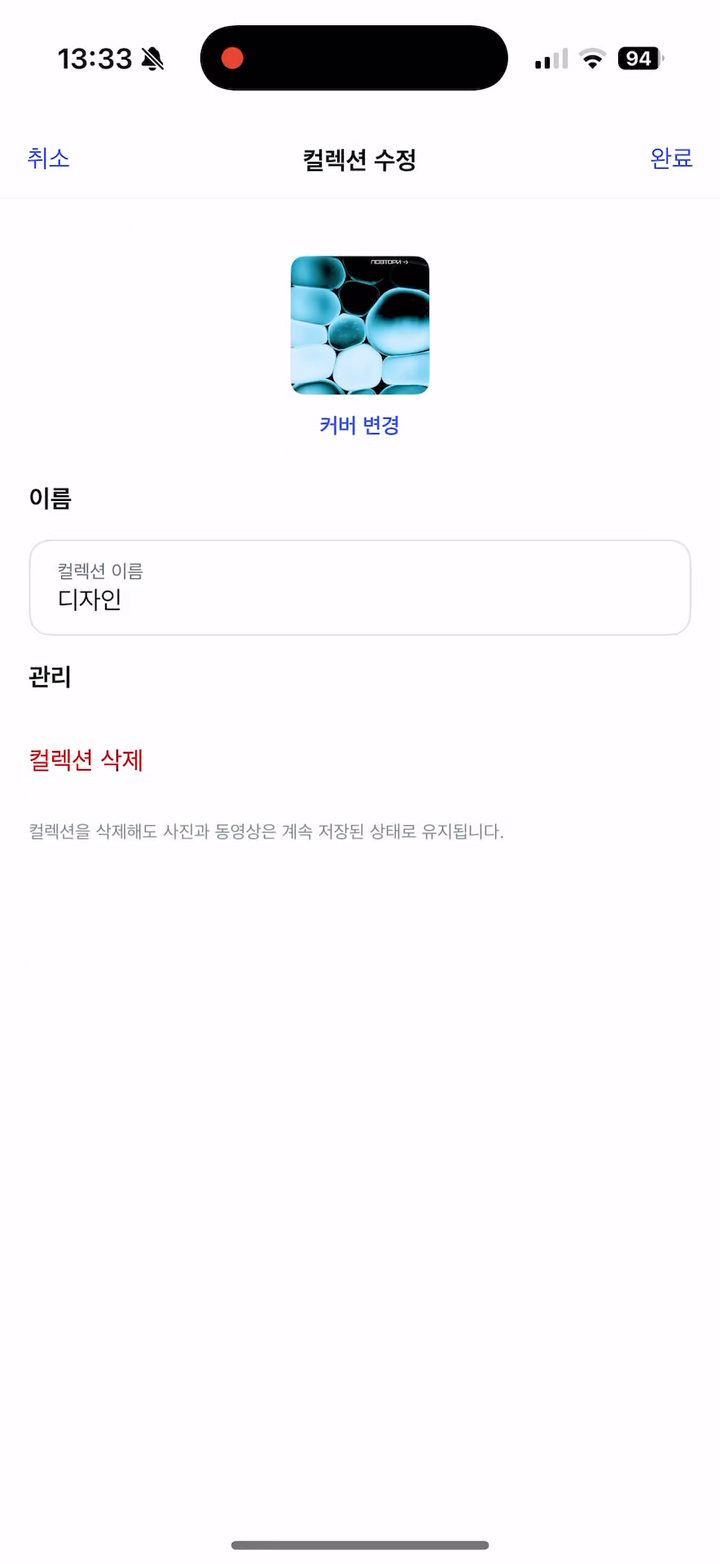 13:33
94
취소
컬렉션 수정
완료
커버 변경
이름
컬렉션 이름
디자인
관리
컬렉션 삭제
컬렉션을 삭제해도 사진과 동영상은 계속 저장된 상태로 유지됩니다.